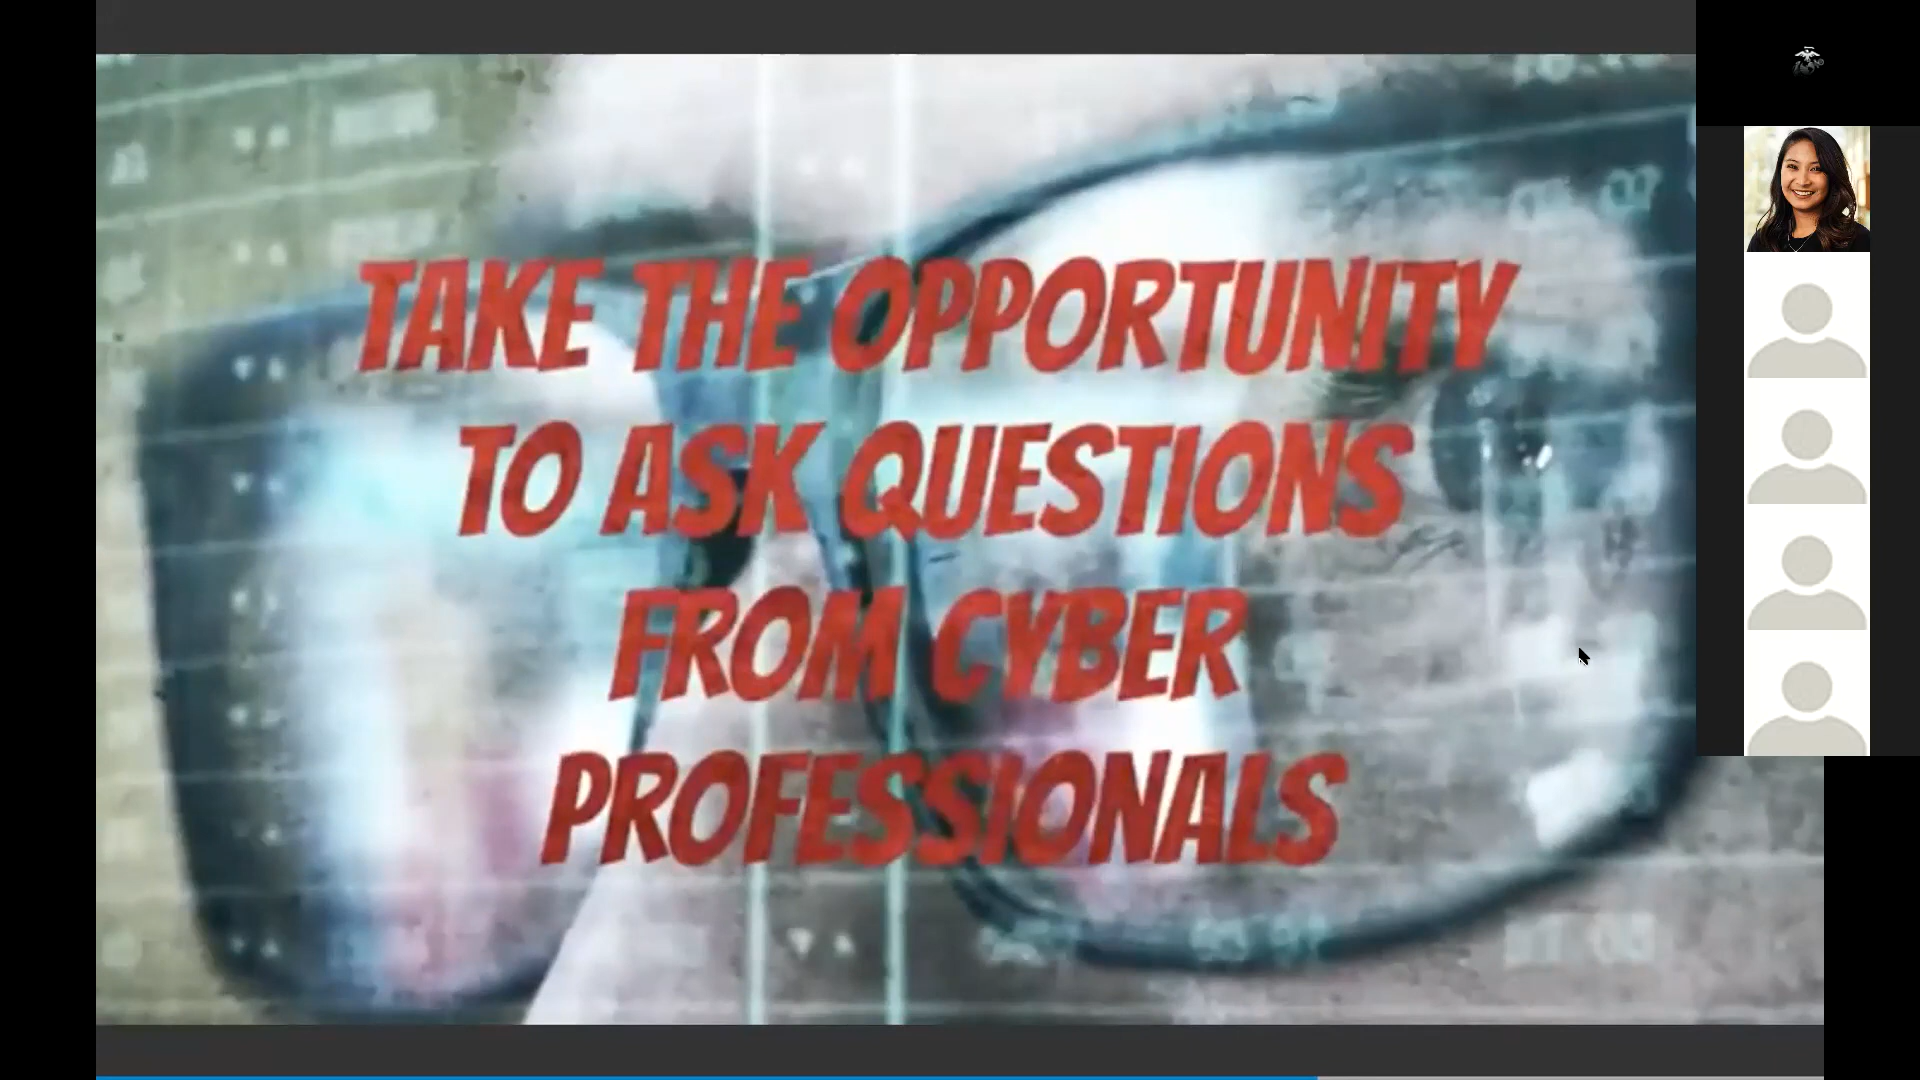 TAKE THE OPPORTUNITY
TO ASK QUESTIONS
FROM CYBER
PROFESSIONALS